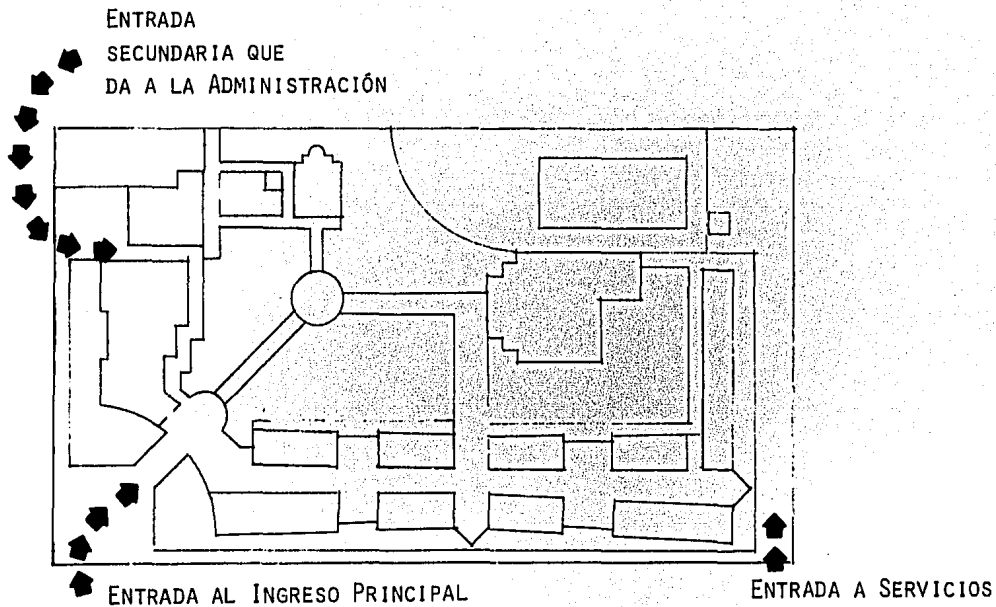 ENTRADA
SECUNDARIA QUE
DA A LA ADMINISTRACIÓN
ENTRADA AL INGRESO PRINCIPAL
ENTRADA A SERVICIOS